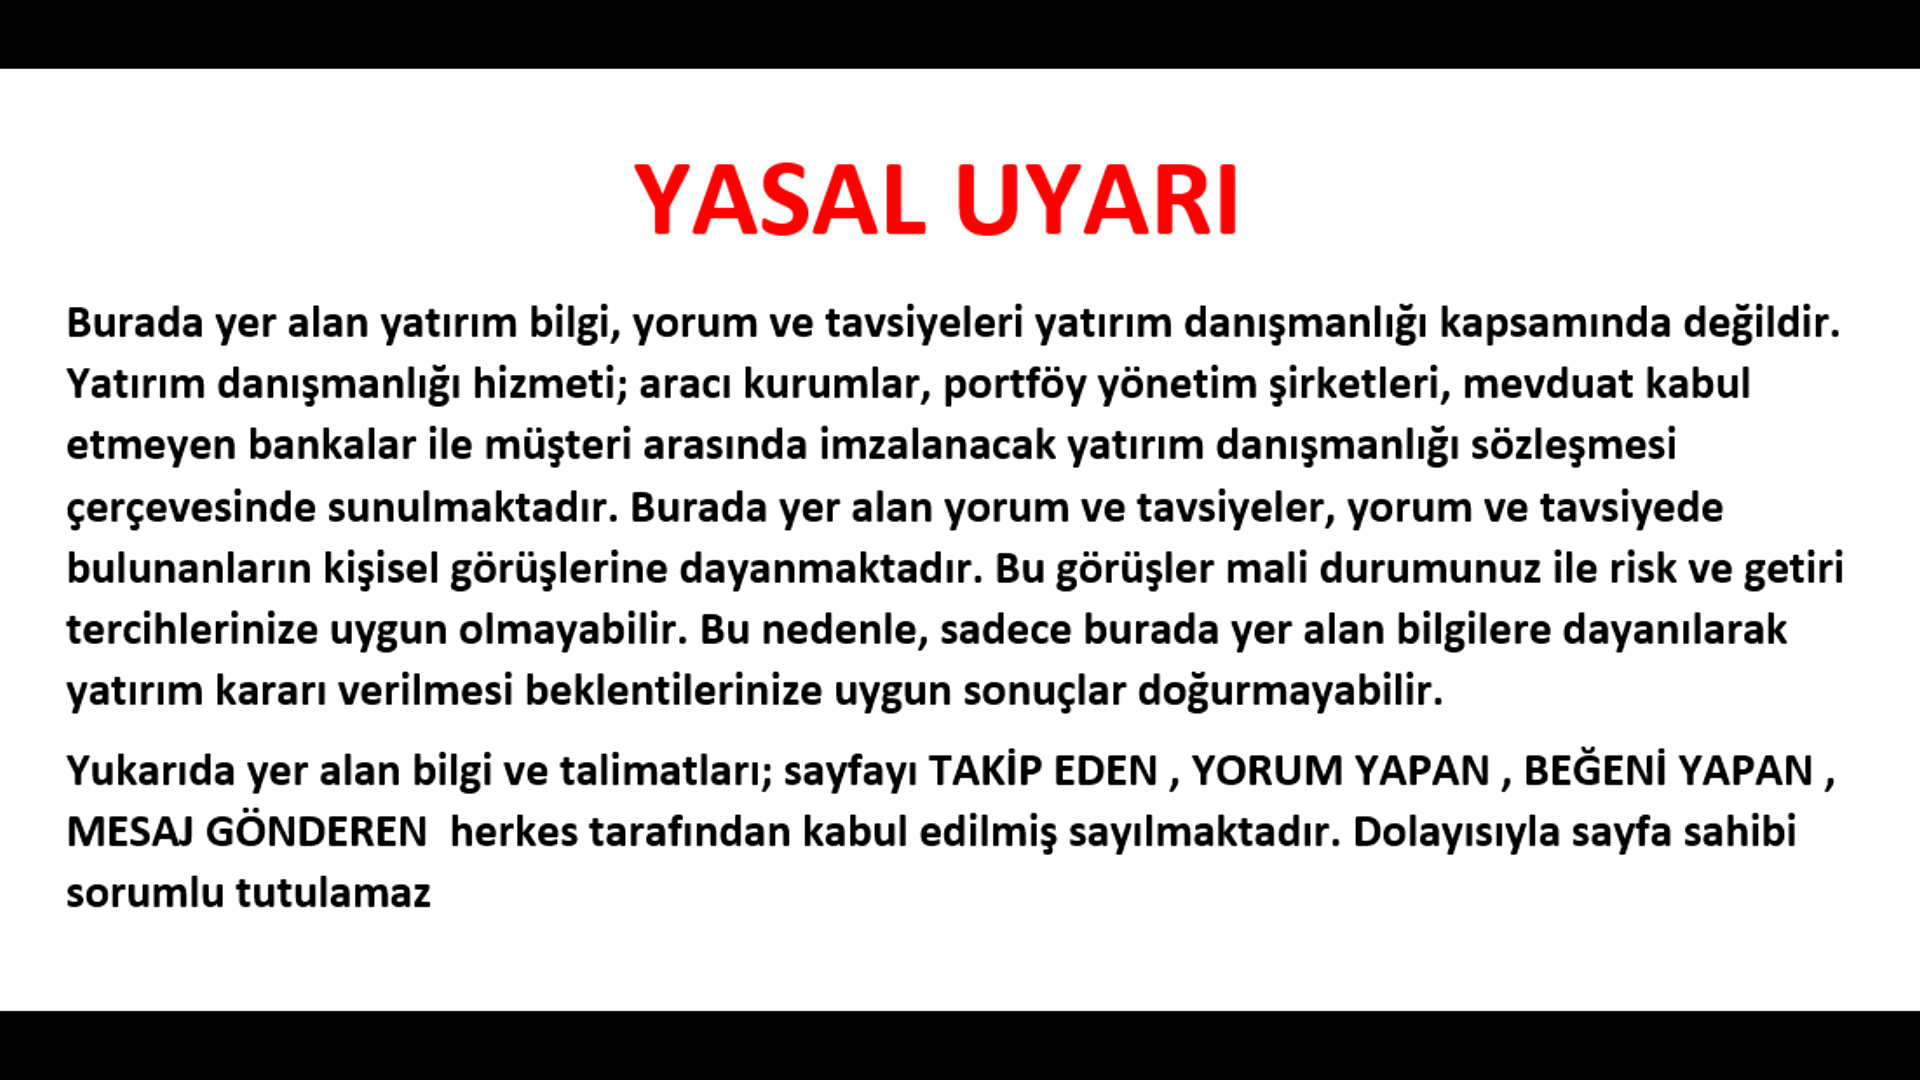 YASAL UYARI
Burada yer alan yatırım bilgi, yorum ve tavsiyeleri yatırım danışmanlığı kapsamında değildir.
Yatırım danışmanlığı hizmeti; aracı kurumlar, portföy yönetim şirketleri, mevduat kabul
etmeyen bankalar ile müşteri arasında imzalanacak yatırım danışmanlığı sözleşmesi
çerçevesinde sunulmaktadır. Burada yer alan yorum ve tavsiyeler, yorum ve tavsiyede
bulunanların kişisel görüşlerine dayanmaktadır. Bu görüşler mali durumunuz ile risk ve getiri
tercihlerinize uygun olmayabilir. Bu nedenle, sadece burada yer alan bilgilere dayanılarak
yatırım kararı verilmesi beklentilerinize uygun sonuçlar doğurmayabilir.
Yukarıda yer alan bilgi ve talimatları; sayfayı TAKİP EDEN , YORUM YAPAN , BEĞENİ YAPAN ,
MESAJ GÖNDEREN  herkes tarafından kabul edilmiş sayılmaktadır. Dolayısıyla sayfa sahibi
sorumlu tutulamaz